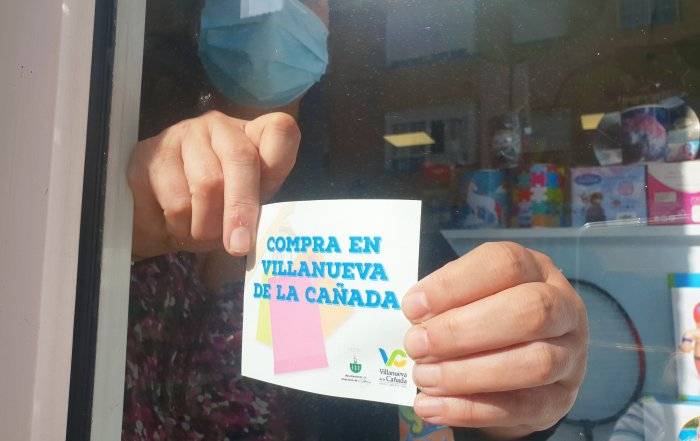 COMPRA EN
VILLANUEVA
DE LA CAÑADA
Villanueva
de la
Cañada